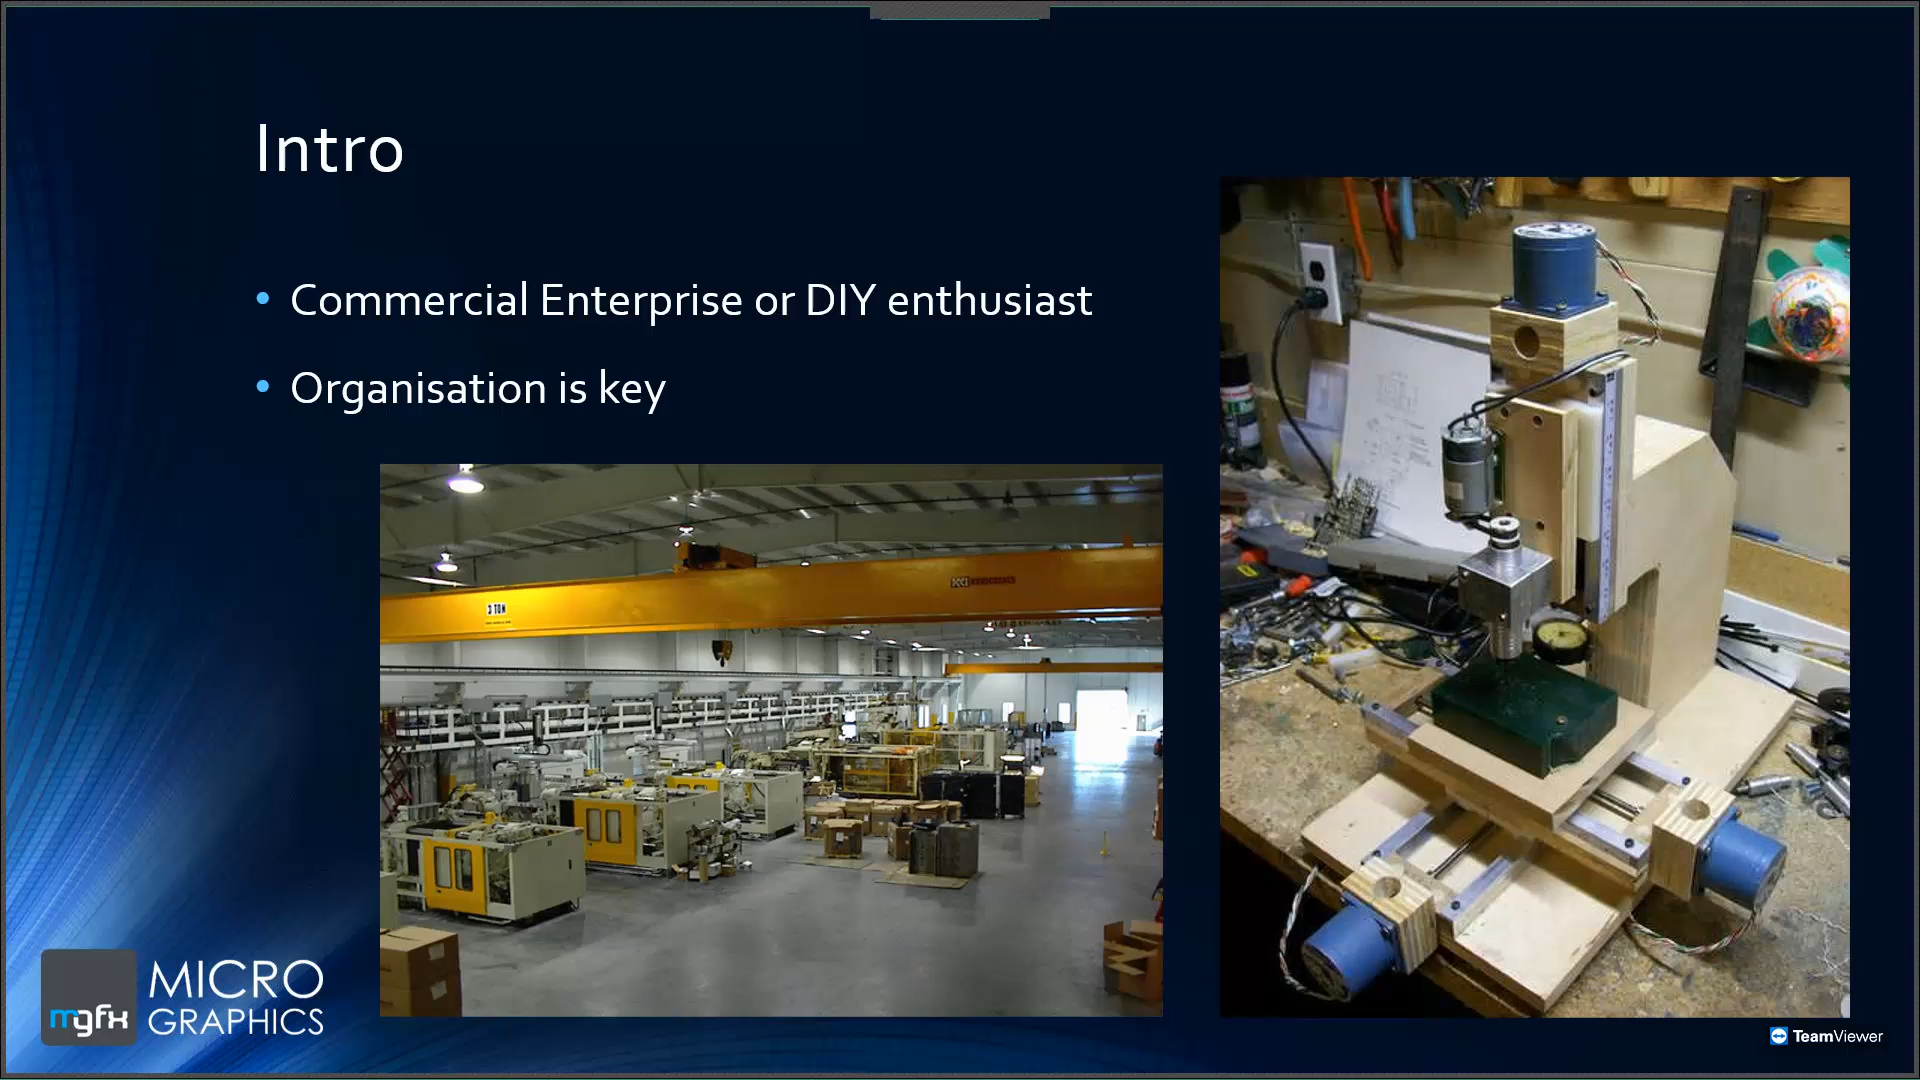 Intro
• Commercial Enterprise or DIY enthusiast
• Organisation is key
3 TON
mgfx
MICRO
GRAPHICS
TeamViewer